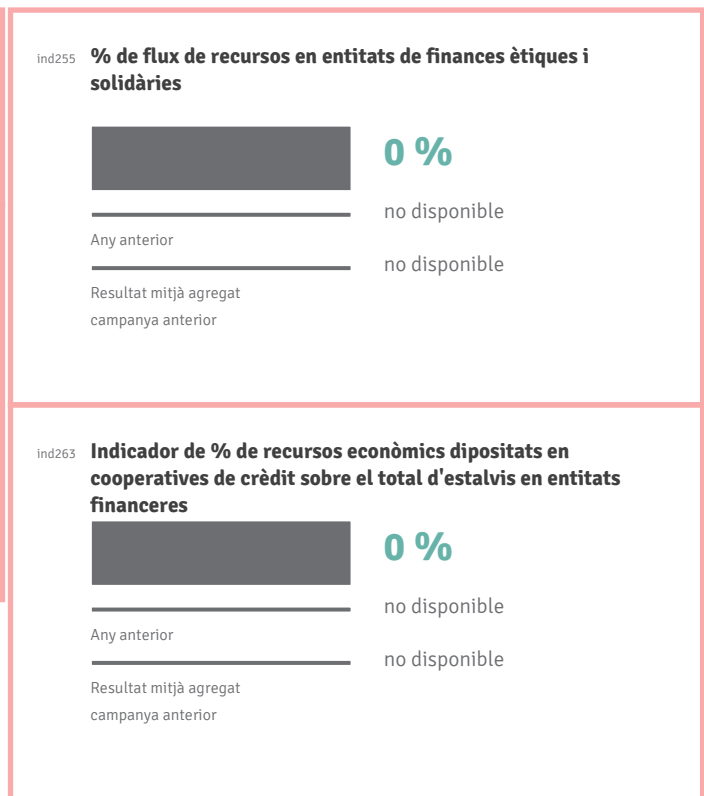 ind255 % de flux de recursos en entitats de finances ètiques i
solidàries
0 %
no disponible
Any anterior
no disponible
Resultat mitjà agregat
campanya anterior
ind263 Indicador de % de recursos econòmics dipositats en
cooperatives de crèdit sobre el total d'estalvis en entitats
financeres
0 %
no disponible
Any anterior
no disponible
Resultat mitjà agregat
campanya anterior